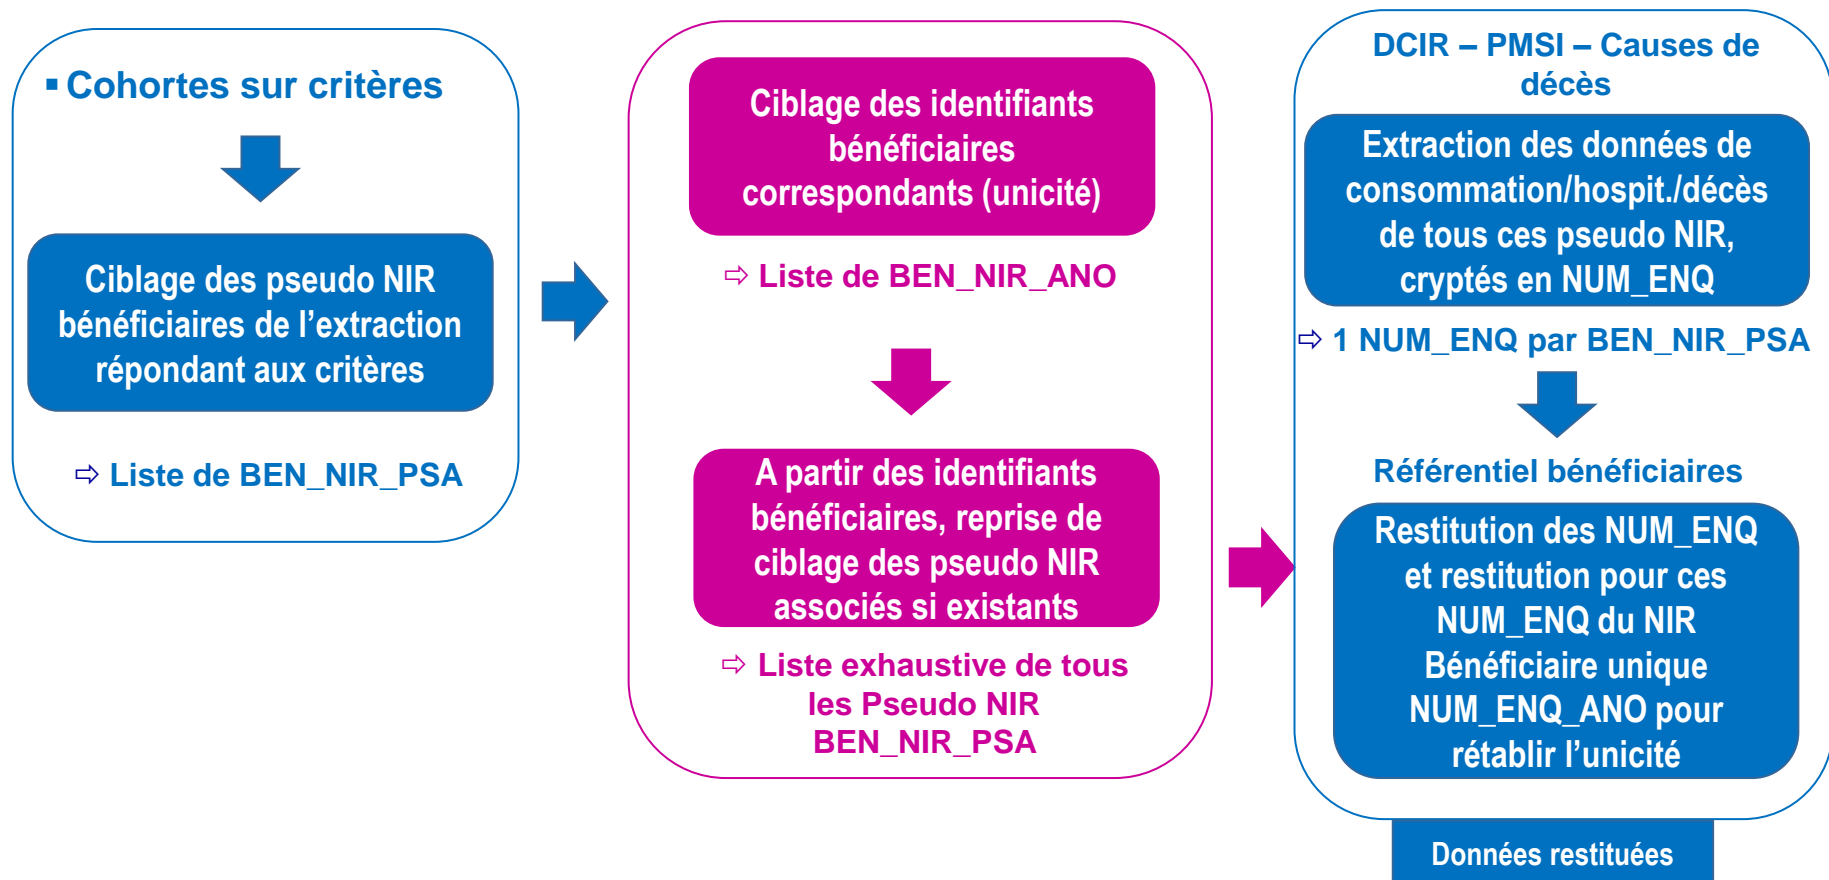 ▪ Cohortes sur critères
Ciblage des pseudo NIR
bénéficiaires de l’extraction
répondant aux critères
⇨ Liste de BEN_NIR_PSA
Ciblage des identifiants
bénéficiaires
correspondants (unicité)
⇨ Liste de BEN_NIR_ANO
A partir des identifiants
bénéficiaires, reprise de
ciblage des pseudo NIR
associés si existants
⇨ Liste exhaustive de tous
les Pseudo NIR
BEN_NIR_PSA
DCIR – PMSI – Causes de
décès
Extraction des données de
consommation/hospit./décès
de tous ces pseudo NIR,
cryptés en NUM_ENQ
⇨ 1 NUM_ENQ par BEN_NIR_PSA
Référentiel bénéficiaires
Restitution des NUM_ENQ
et restitution pour ces
NUM_ENQ du NIR
Bénéficiaire unique
NUM_ENQ_ANO pour
rétablir l’unicité
Données restituées